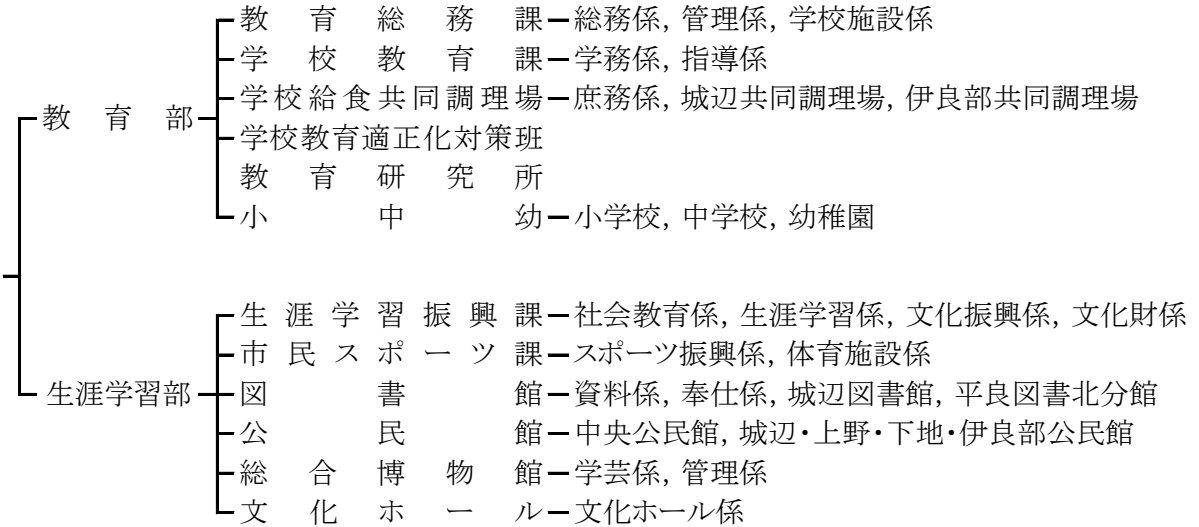 教育部
教育総務課 総務係, 管理係, 学校施設係
学校教育課 学務係, 指導係
学校給食共同調理場 庶務係, 城辺共同調理場, 伊良部共同調理場
学校教育適正化対策班
教育研究所
小中幼 小学校, 中学校, 幼稚園
生涯学習部
生涯学習振興課 社会教育係, 生涯学習係, 文化振興係, 文化財係
市民スポーツ課 スポーツ振興係, 体育施設係
図書館 資料係, 奉仕係, 城辺図書館, 平良図書北分館
公民館 中央公民館, 城辺・上野・下地・伊良部公民館
総合博物館 学芸係, 管理係
文化ホール 文化ホール係